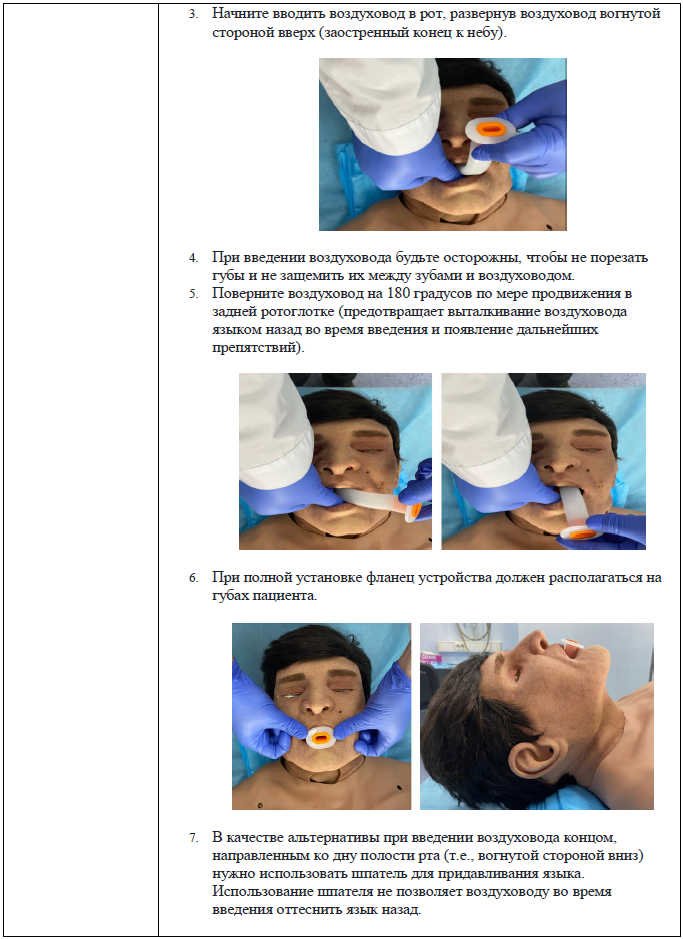 3. Начните вводить воздуховод в рот, развернув воздуховод вогнутой
стороной вверх (заостренный конец к небу).
4. При введении воздуховода будьте осторожны, чтобы не порезать
губы и не защемить их между зубами и воздуховодом.
5. Поверните воздуховод на 180 градусов по мере продвижения в
задней ротоглотке (предотвращает выталкивание воздуховода
языком назад во время введения и появление дальнейших
препятствий).
6. При полной установке фланец устройства должен располагаться на
губах пациента.
7. В качестве альтернативы при введении воздуховода концом,
направленным ко дну полости рта (т.е., вогнутой стороной вниз)
нужно использовать шпатель для придавливания языка.
Использование шпателя не позволяет воздуховоду во время
введения оттеснить язык назад.